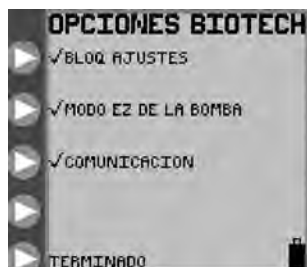 OPCIONES BIOTECH
√BLOQ AJUSTES
√MODO EZ DE LA BOMBA
√COMUNICACION
TERMINADO